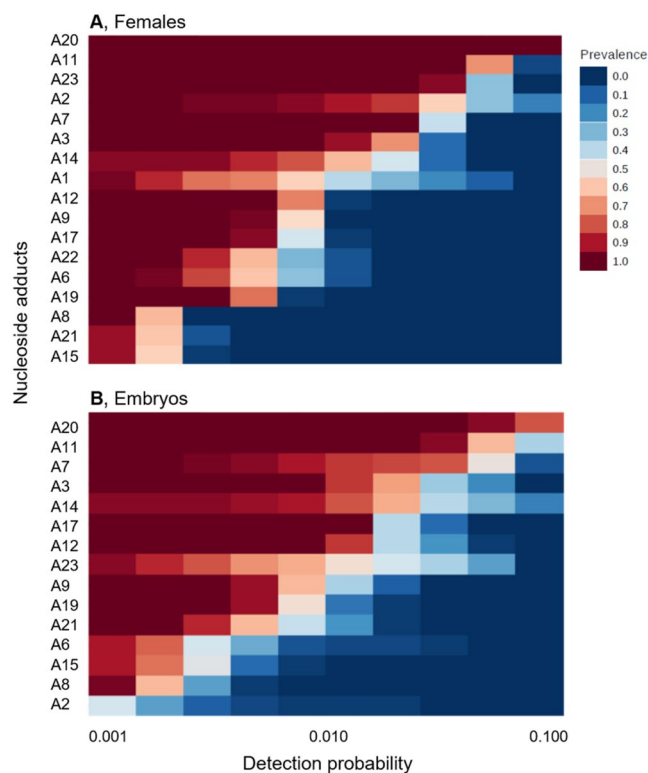 A, Females
Nucleoside adducts
A20
A11
A23
A2
A7
A3
A14
A1
A12
A9
A17
A22
A6
A19
A8
A21
A15
Prevalence
0.0
0.1
0.2
0.3
0.4
0.5
0.6
0.7
0.8
0.9
1.0
B, Embryos
A20
A11
A7
A3
A14
A17
A12
A23
A9
A19
A21
A6
A15
A8
A2
0.001 0.010 0.100
Detection probability